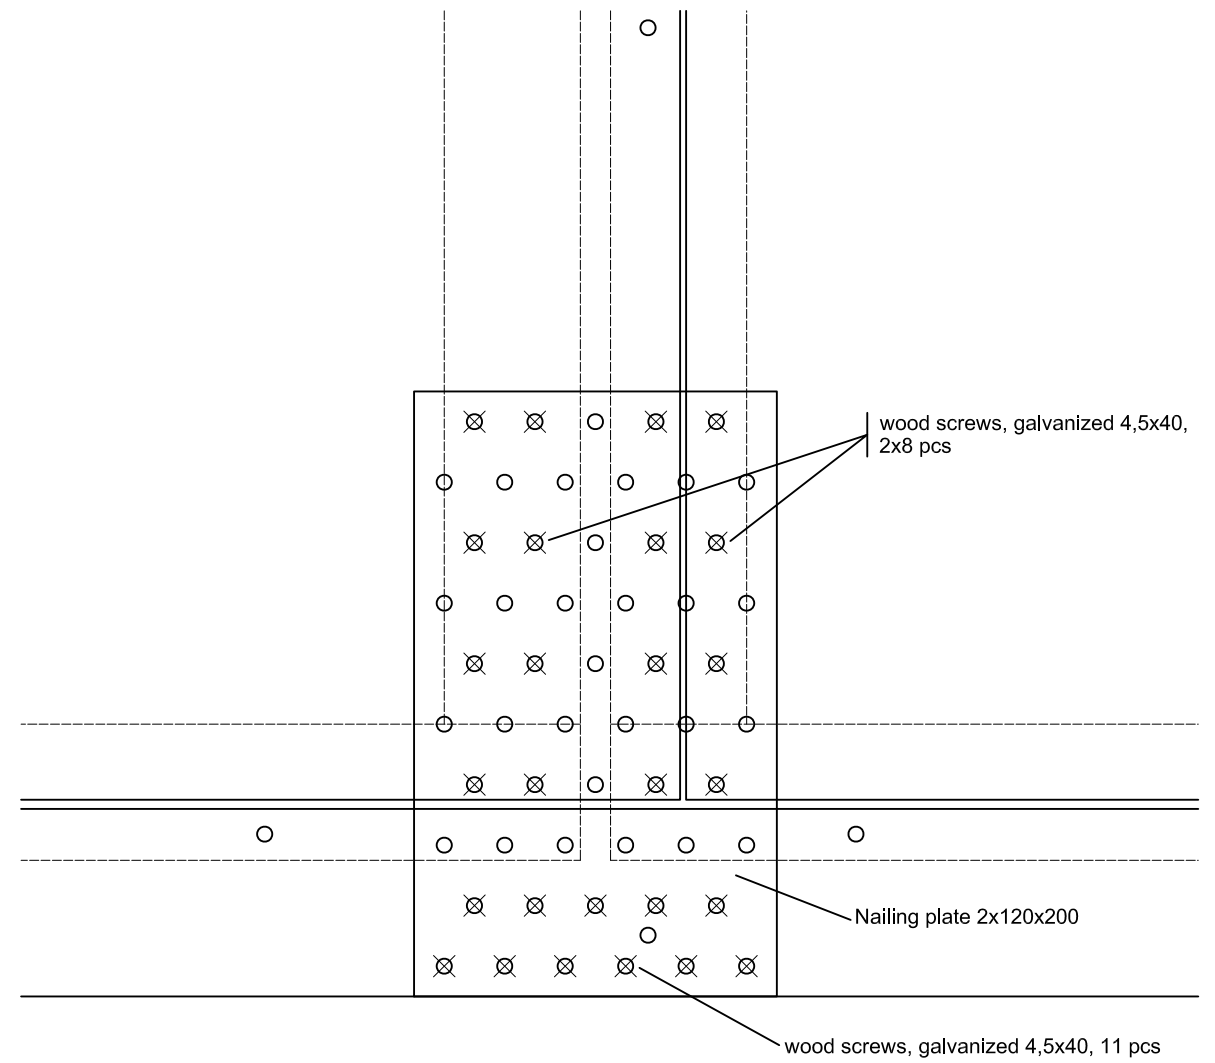 wood screws, galvanized 4,5x40,
2x8 pcs
Nailing plate 2x120x200
wood screws, galvanized 4,5x40, 11 pcs